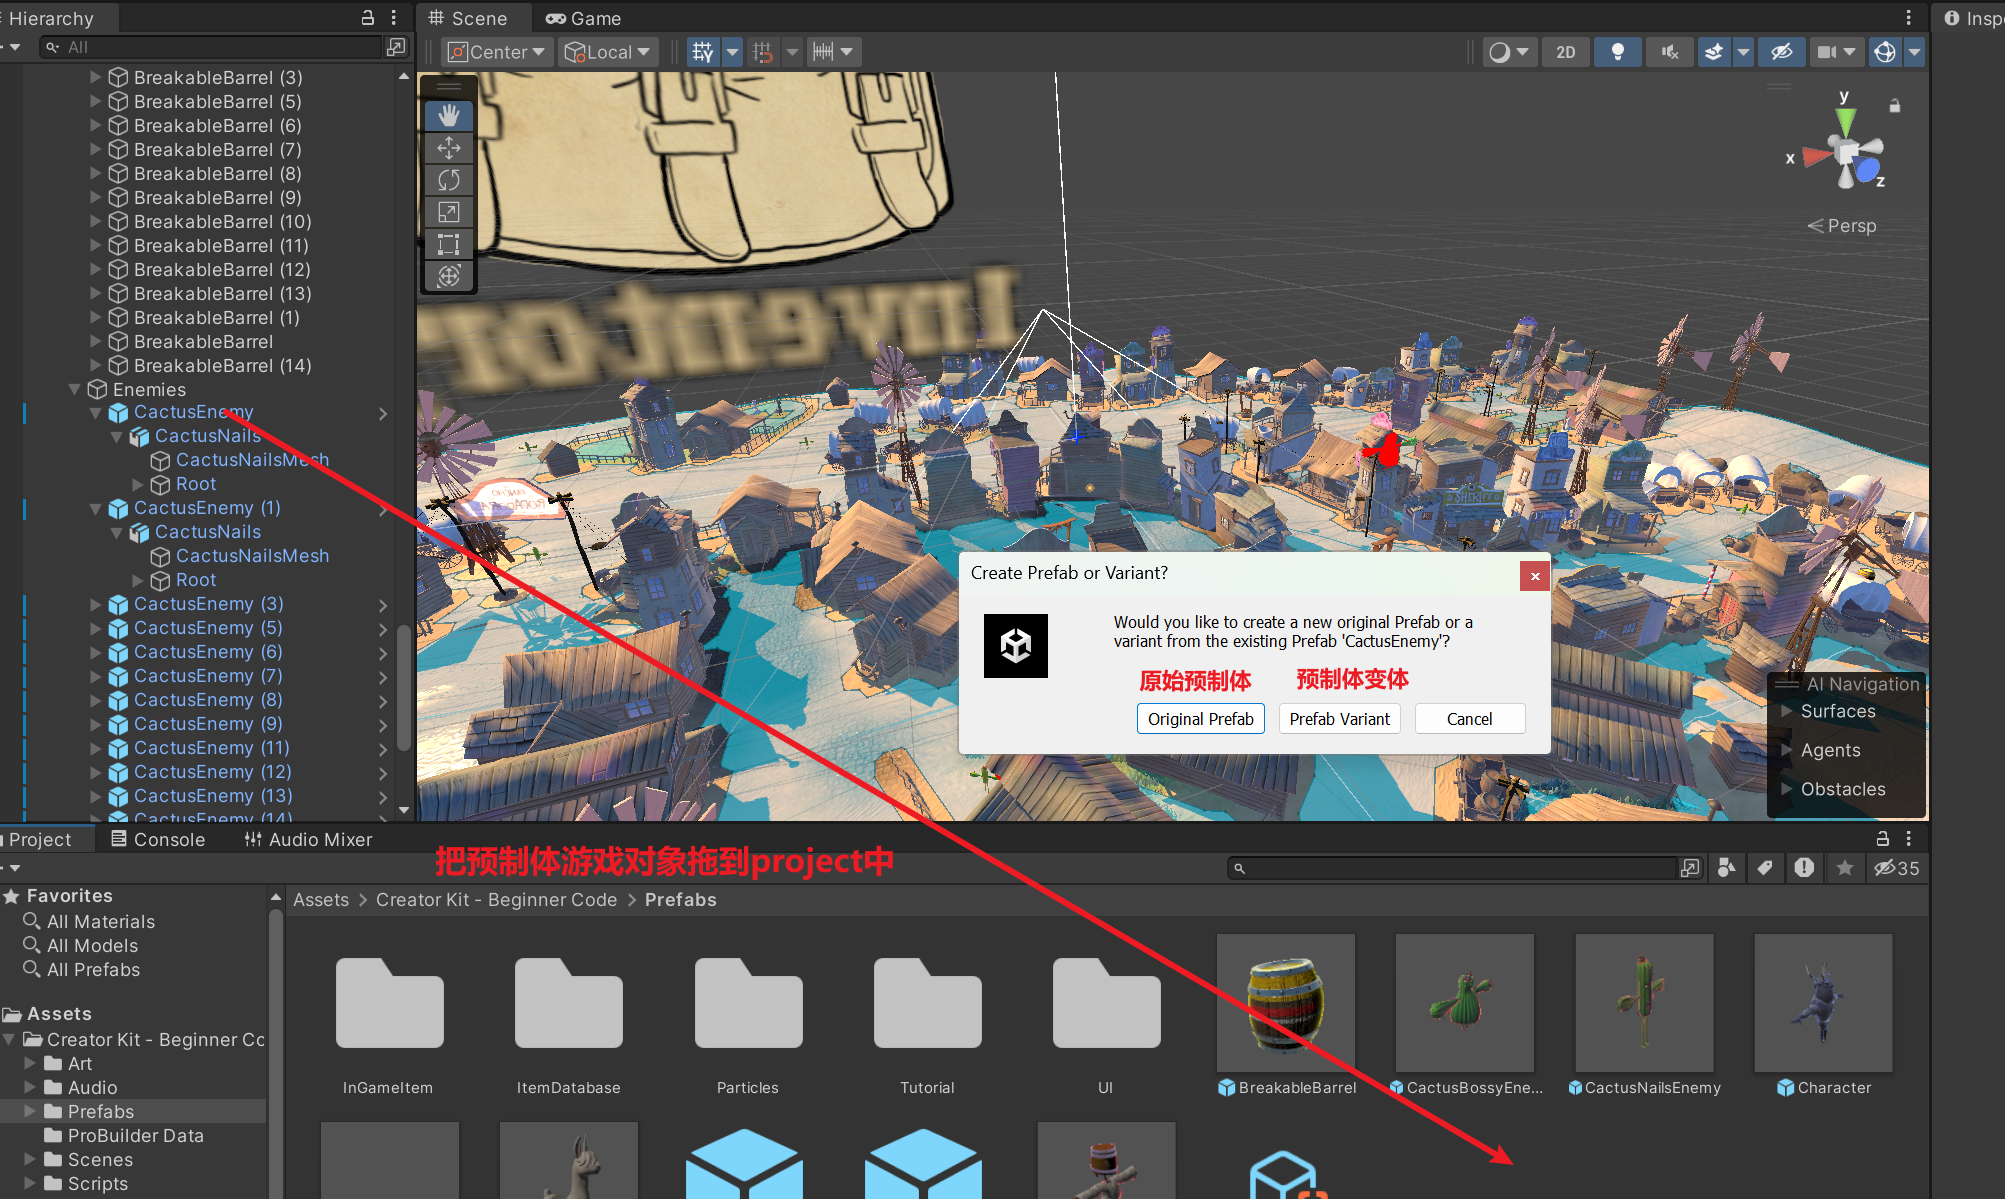 Hierarchy
All
BreakableBarrel (3)
BreakableBarrel (5)
BreakableBarrel (6)
BreakableBarrel (7)
BreakableBarrel (8)
BreakableBarrel (9)
BreakableBarrel (10)
BreakableBarrel (11)
BreakableBarrel (12)
BreakableBarrel (13)
BreakableBarrel (1)
BreakableBarrel
BreakableBarrel (14)
Enemies
CactusEnemy
CactusNails
CactusNailsMesh
Root
CactusEnemy (1)
CactusNails
CactusNailsMesh
Root
CactusEnemy (3)
CactusEnemy (5)
CactusEnemy (6)
CactusEnemy (7)
CactusEnemy (8)
CactusEnemy (9)
CactusEnemy (11)
CactusEnemy (12)
CactusEnemy (13)
CactusEnemy (14)
Scene
Game
Center
Local
2D
Insp
y
x
z
Persp
SHERIFF
Create Prefab or Variant?
Would you like to create a new original Prefab or a
variant from the existing Prefab 'CactusEnemy'?
原始预制体
预制体变体
Original Prefab
Prefab Variant
Cancel
AI Navigation
Surfaces
Agents
Obstacles
Project
Console
Audio Mixer
把预制体游戏对象拖到project中
35
Favorites
All Materials
All Models
All Prefabs
Assets
Creator Kit - Beginner Co
Art
Audio
Prefabs
ProBuilder Data
Scenes
Scripts
Assets > Creator Kit - Beginner Code > Prefabs
InGameItem
ItemDatabase
Particles
Tutorial
UI
BreakableBarrel
CactusBossyEne...
CactusNailsEnemy
Character